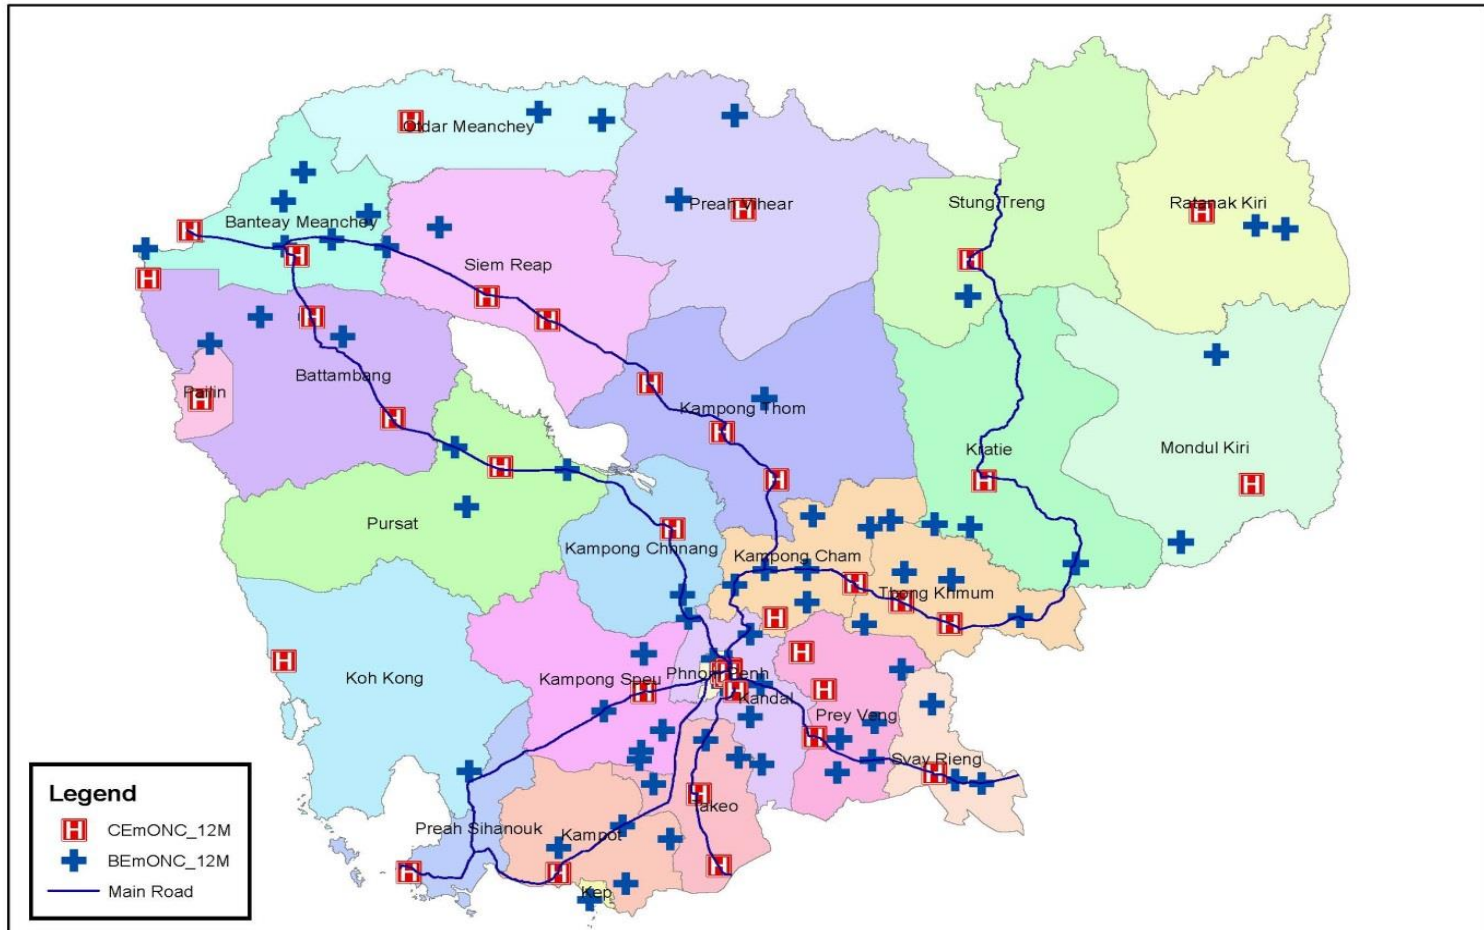 Otdar Meanchey
Preah Vihear
Stung Treng
Ratanak Kiri
Banteay Meanchey
Siem Reap
Battambang
Pailin
Kampong Thom
Kratie
Mondul Kiri
Pursat
Kampong Chhnang
Kampong Cham
Tbong Khmum
Koh Kong
Kampong Speu
Phnom Penh
Kandal
Prey Veng
Svay Rieng
Takeo
Preah Sihanouk
Kampot
Kep
Legend
CEmONC_12M
BEmONC_12M
Main Road